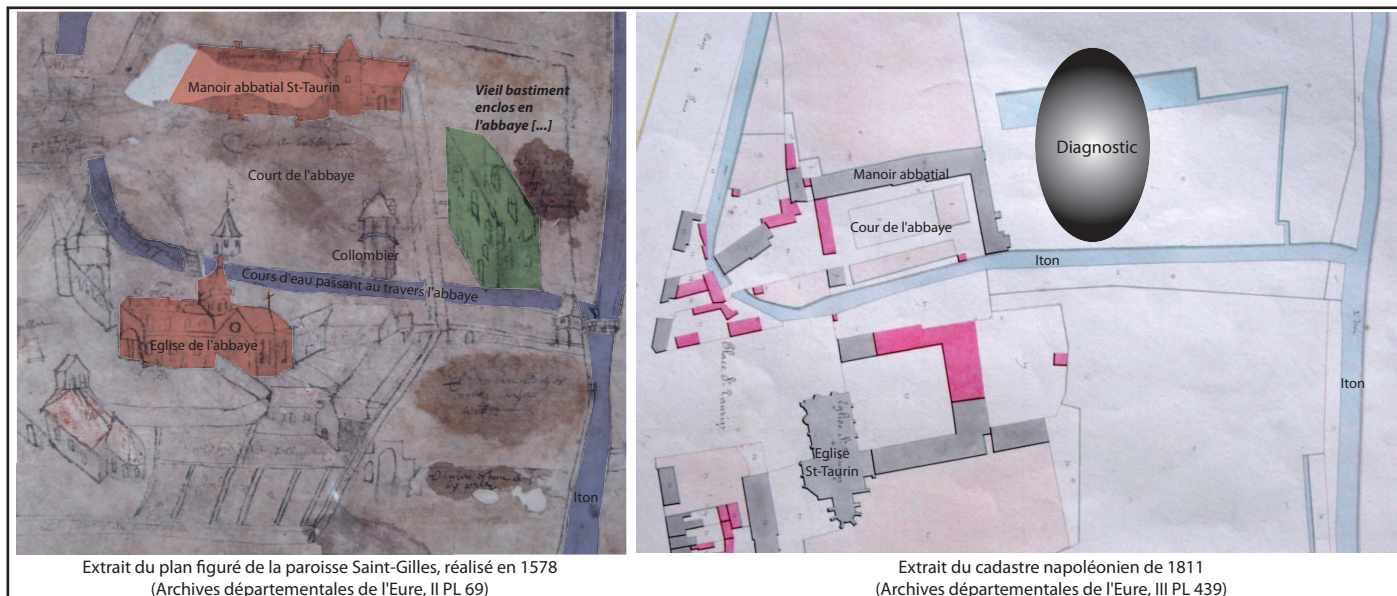 Manoir abbatial St-Taurin
Vieil bastiment
enclos en
l'abbaye [...]
Court de l'abbaye
Collombier
Cours d'eau passant au travers l'abbaye
Eglise de l'abbaye
Iton
Extrait du plan figuré de la paroisse Saint-Gilles, réalisé en 1578
(Archives départementales de l'Eure, II PL 69)
Diagnostic
Manoir abbatial
Cour de l'abbaye
Iton
Iton
Place St Taurin
Eglise
St-Taurin
Extrait du cadastre napoléonien de 1811
(Archives départementales de l'Eure, III PL 439)